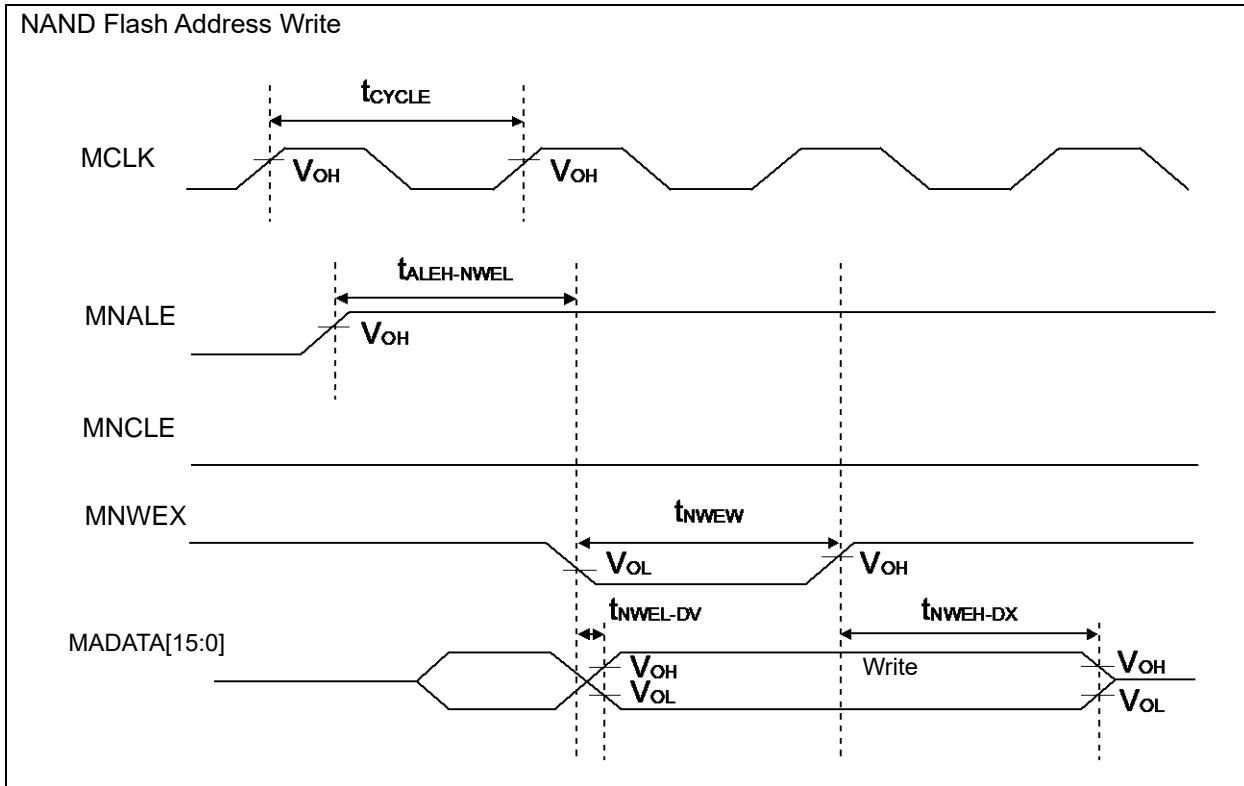 NAND Flash Address Write
tCYCLE
MCLK
VOH
VOH
tALEH-NWEL
MNALE
VOH
MNCLE
MNWEX
tNWEW
VOL
VOH
tNWEL-DV
tNWEH-DX
MADATA[15:0]
VOH
Write
VOH
VOL
VOL